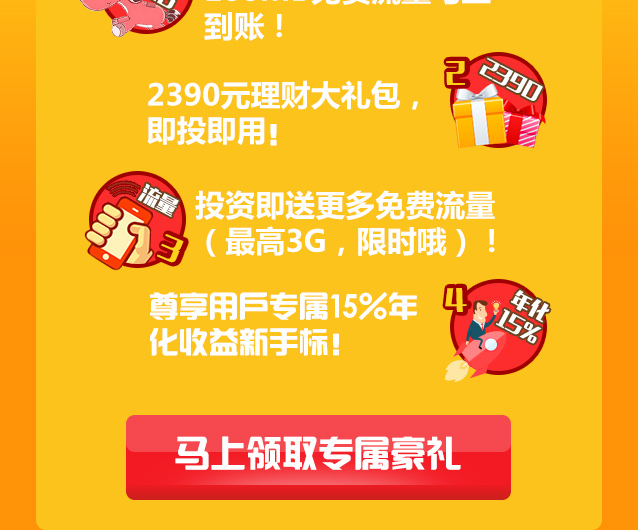 到账！
2
2390
2390元理财大礼包，
即投即用!
流量
3
投资即送更多免费流量
（最高3G，限时哦）！
尊享用戶专属15%年
化收益新手标!
4
年化
15%
马上领取专属豪礼